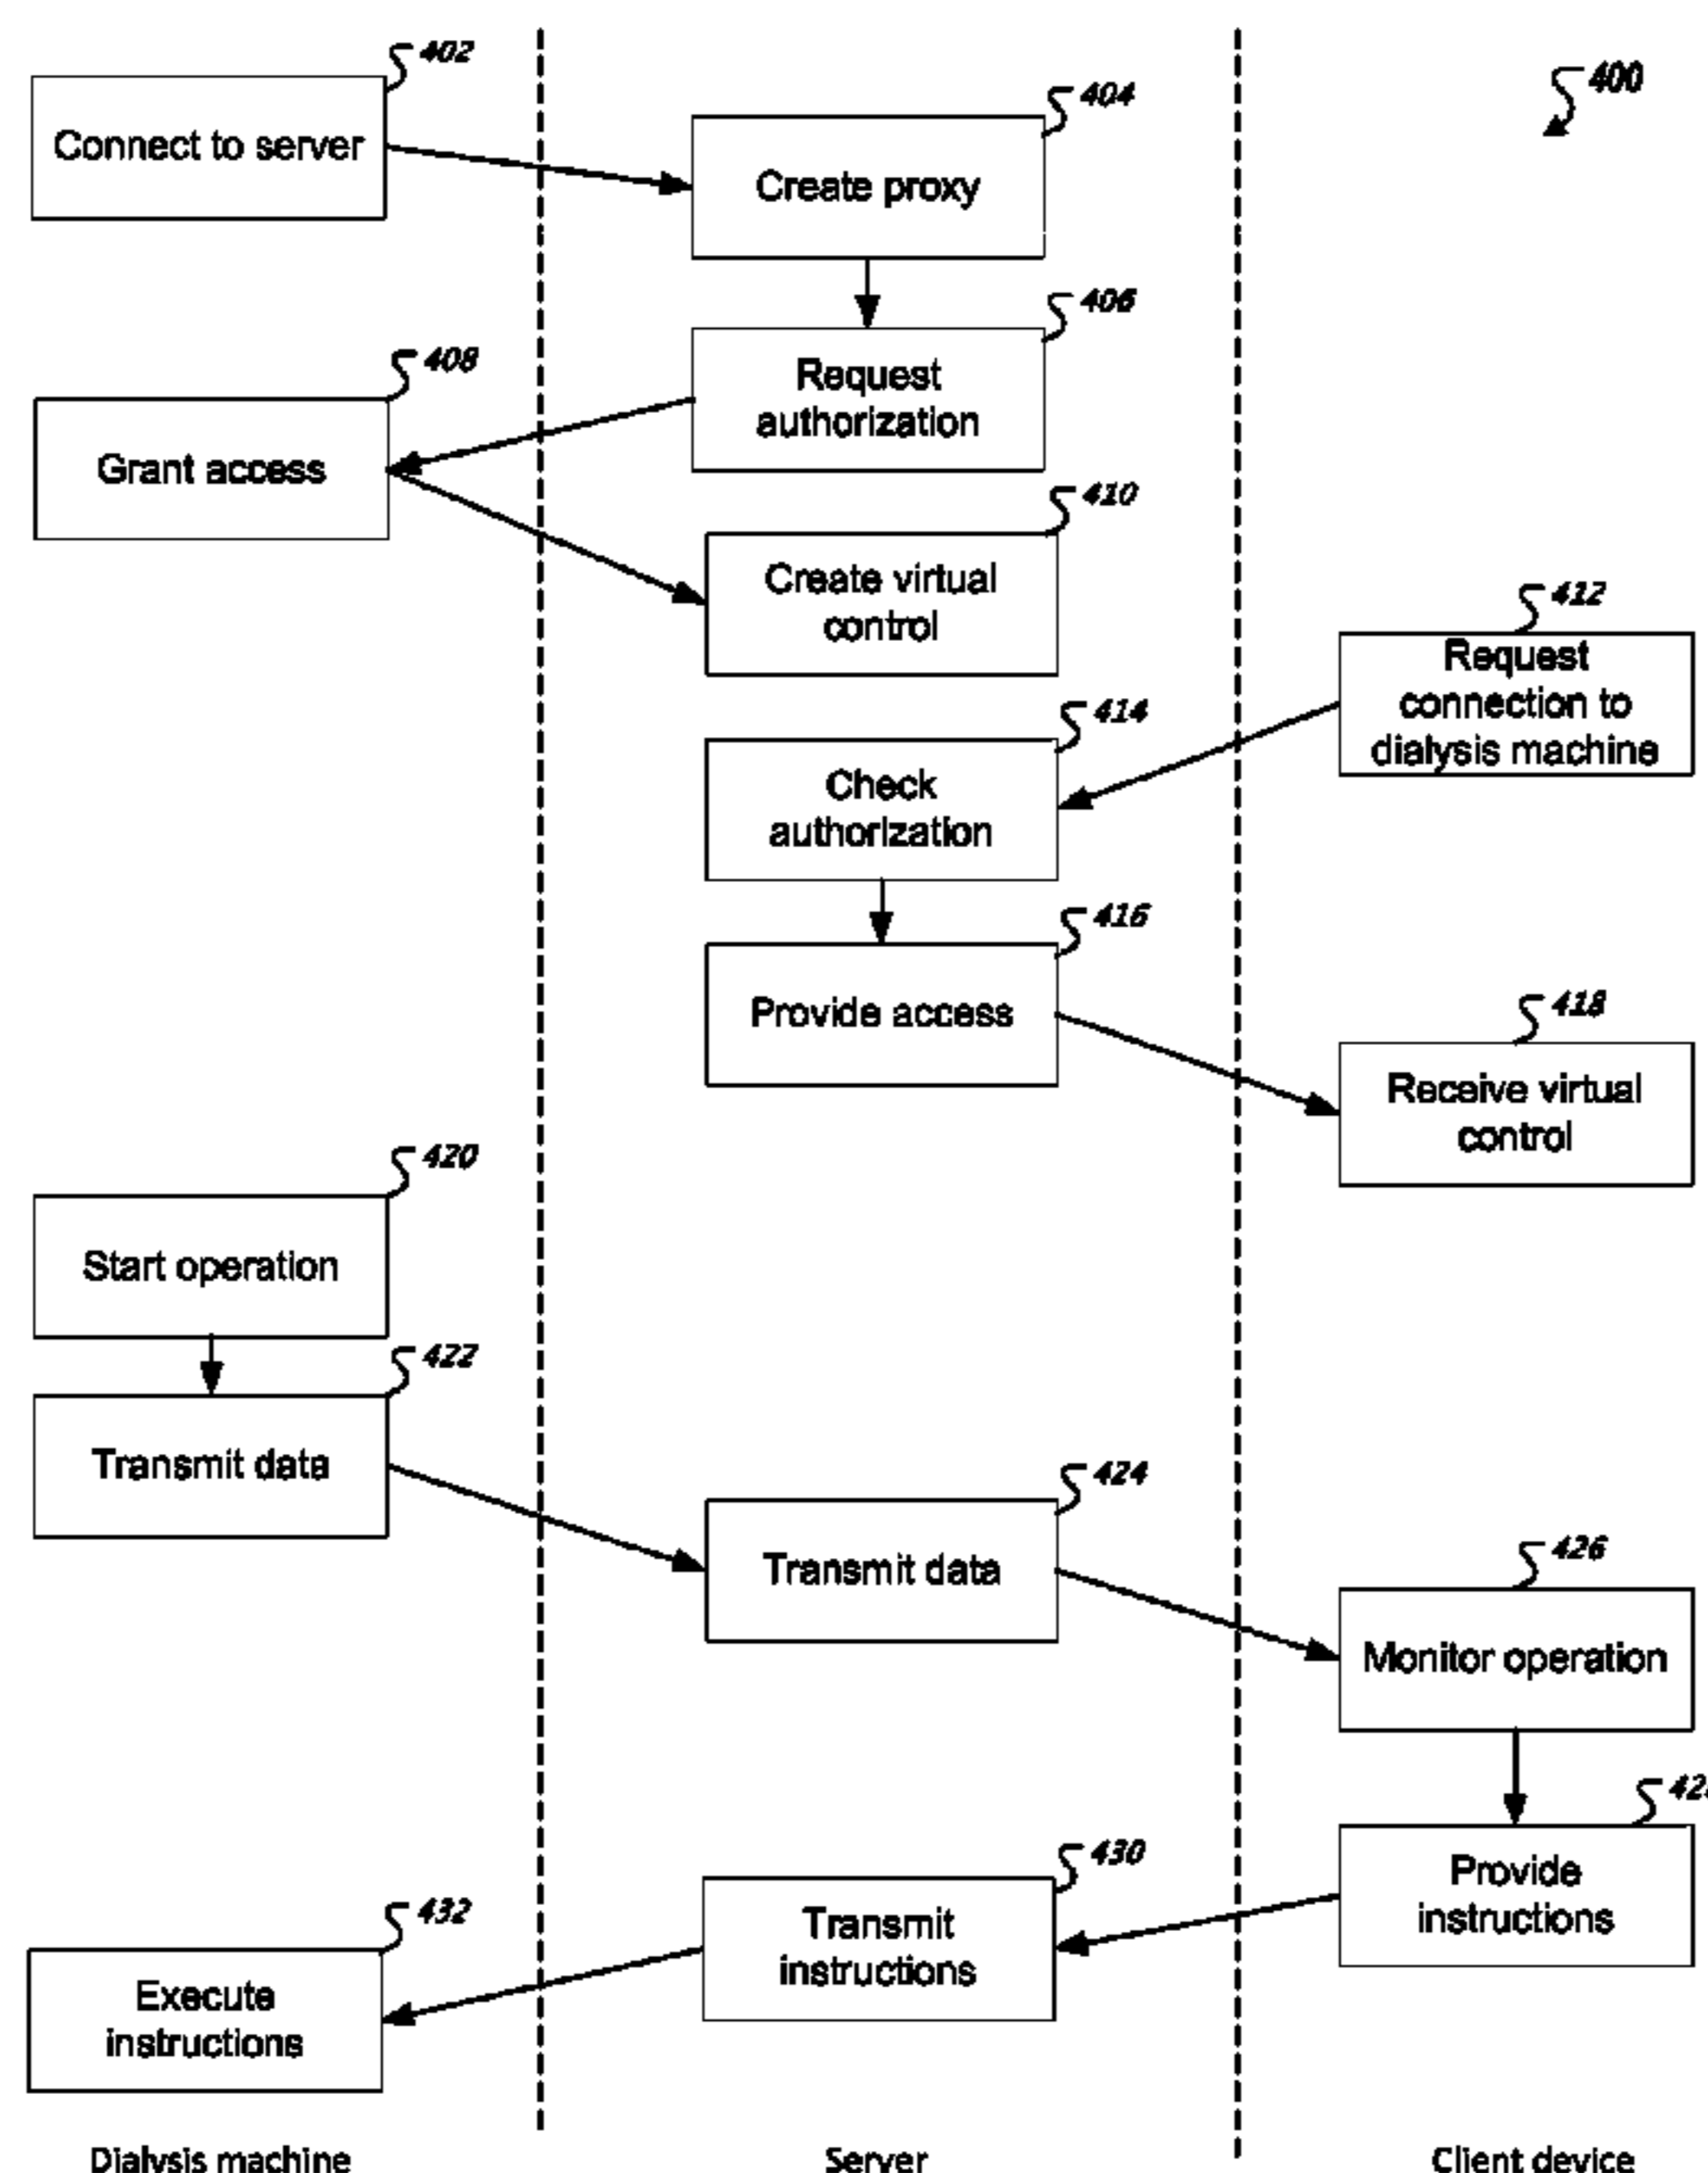 402
Connect to server
404
Create proxy
400
406
Request
authorization
408
Grant access
410
Create virtual
control
412
Request
connection to
dialysis machine
414
Check
authorization
416
Provide access
418
Receive virtual
control
420
Start operation
422
Transmit data
424
Transmit data
426
Monitor operation
Provide
instructions
430
Transmit
instructions
432
Execute
instructions
Dialysis machine
Server
Client device